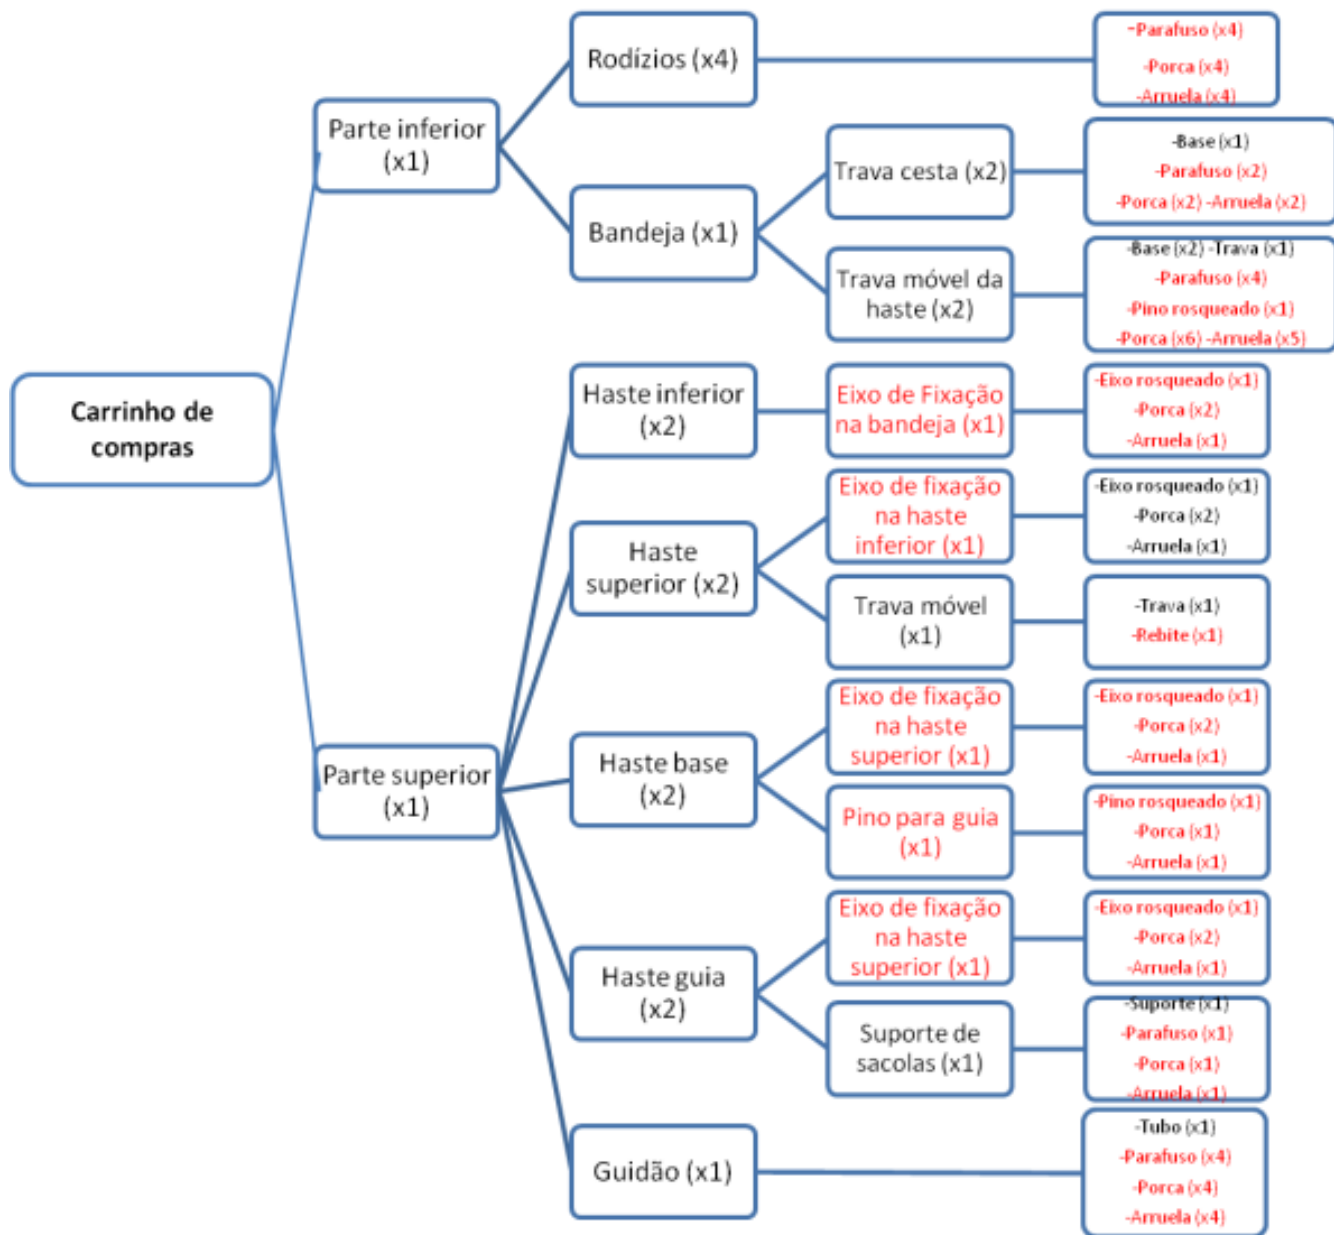 Carrinho de
compras
Parte inferior
(x1)
Rodízios (x4)
-Parafuso (x4)
-Porca (x4)
-Arruela (x4)
Bandeja (x1)
Trava cesta (x2)
-Base (x1)
-Parafuso (x2)
-Porca (x2) -Arruela (x2)
Trava móvel da
haste (x2)
-Base (x2) -Trava (x1)
-Parafuso (x4)
-Pino rosqueado (x1)
-Porca (x6) -Arruela (x5)
Parte superior
(x1)
Haste inferior
(x2)
Eixo de Fixação
na bandeja (x1)
-Eixo rosqueado (x1)
-Porca (x2)
-Arruela (x1)
Haste
superior (x2)
Eixo de fixação
na haste
inferior (x1)
-Eixo rosqueado (x1)
-Porca (x2)
-Arruela (x1)
Trava móvel
(x1)
-Trava (x1)
-Rebite (x1)
Haste base
(x2)
Eixo de fixação
na haste
superior (x1)
-Eixo rosqueado (x1)
-Porca (x2)
-Arruela (x1)
Pino para guia
(x1)
-Pino rosqueado (x1)
-Porca (x1)
-Arruela (x1)
Haste guia
(x2)
Eixo de fixação
na haste
superior (x1)
-Eixo rosqueado (x1)
-Porca (x2)
-Arruela (x1)
Suporte de
sacolas (x1)
-Suporte (x1)
-Parafuso (x1)
-Porca (x1)
-Arruela (x1)
Guidão (x1)
-Tubo (x1)
-Parafuso (x4)
-Porca (x4)
-Arruela (x4)